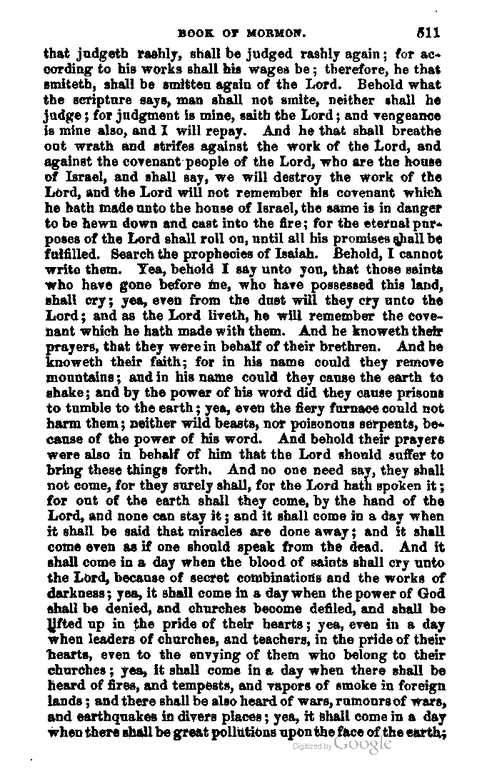 BOOK OF MORMON. 511
that judgeth rashly, shall be judged rashly again; for ac-
cording to his works shall his wages be; therefore, he that
smiteth, shall be smitten again of the Lord. Behold what
the scripture says, man shall not smite, neither shall he
judge; for judgment is mine, saith the Lord; and vengeance
is mine also, and I will repay. And he that shall breathe
out wrath and strifes against the work of the Lord, and
against the covenant people of the Lord, who are the house
of Israel, and shall say, we will destroy the work of the
Lord, and the Lord will not remember his covenant which
he hath made unto the house of Israel, the same is in danger
to be hewn down and cast into the fire; for the eternal pur-
poses of the Lord shall roll on, until all his promises shall be
fulfilled. Search the prophecies of Isaiah. Behold, I cannot
write them. Yea, behold I say unto you, that those saints
who have gone before me, who have possessed this land,
shall cry; yea, even from the dust will they cry unto the
Lord; and as the Lord liveth, he will remember the cove-
nant which he hath made with them. And he knoweth their
prayers, that they were in behalf of their brethren. And he
knoweth their faith; for in his name could they remove
mountains; and in his name could they cause the earth to
shake; and by the power of his word did they cause prisons
to tumble to the earth; yea, even the fiery furnace could not
harm them; neither wild beasts, nor poisonous serpents, be-
cause of the power of his word. And behold their prayers
were also in behalf of him that the Lord should suffer to
bring these things forth. And no one need say, they shall
not come, for they surely shall, for the Lord hath spoken it;
for out of the earth shall they come, by the hand of the
Lord, and none can stay it; and it shall come in a day when
it shall be said that miracles are done away; and it shall
come even as if one should speak from the dead. And it
shall come in a day when the blood of saints shall cry unto
the Lord, because of secret combinations and the works of
darkness; yea, it shall come in a day when the power of God
shall be denied, and churches become defiled, and shall be
lifted up in the pride of their hearts; yea, even in a day
when leaders of churches, and teachers, in the pride of their
hearts, even to the envying of them who belong to their
churches; yea, it shall come in a day when there shall be
heard of fires, and tempests, and vapors of smoke in foreign
lands; and there shall be also heard of wars, rumours of wars,
and earthquakes in divers places; yea, it shall come in a day
when there shall be great pollutions upon the face of the earth;
Digitized by Google